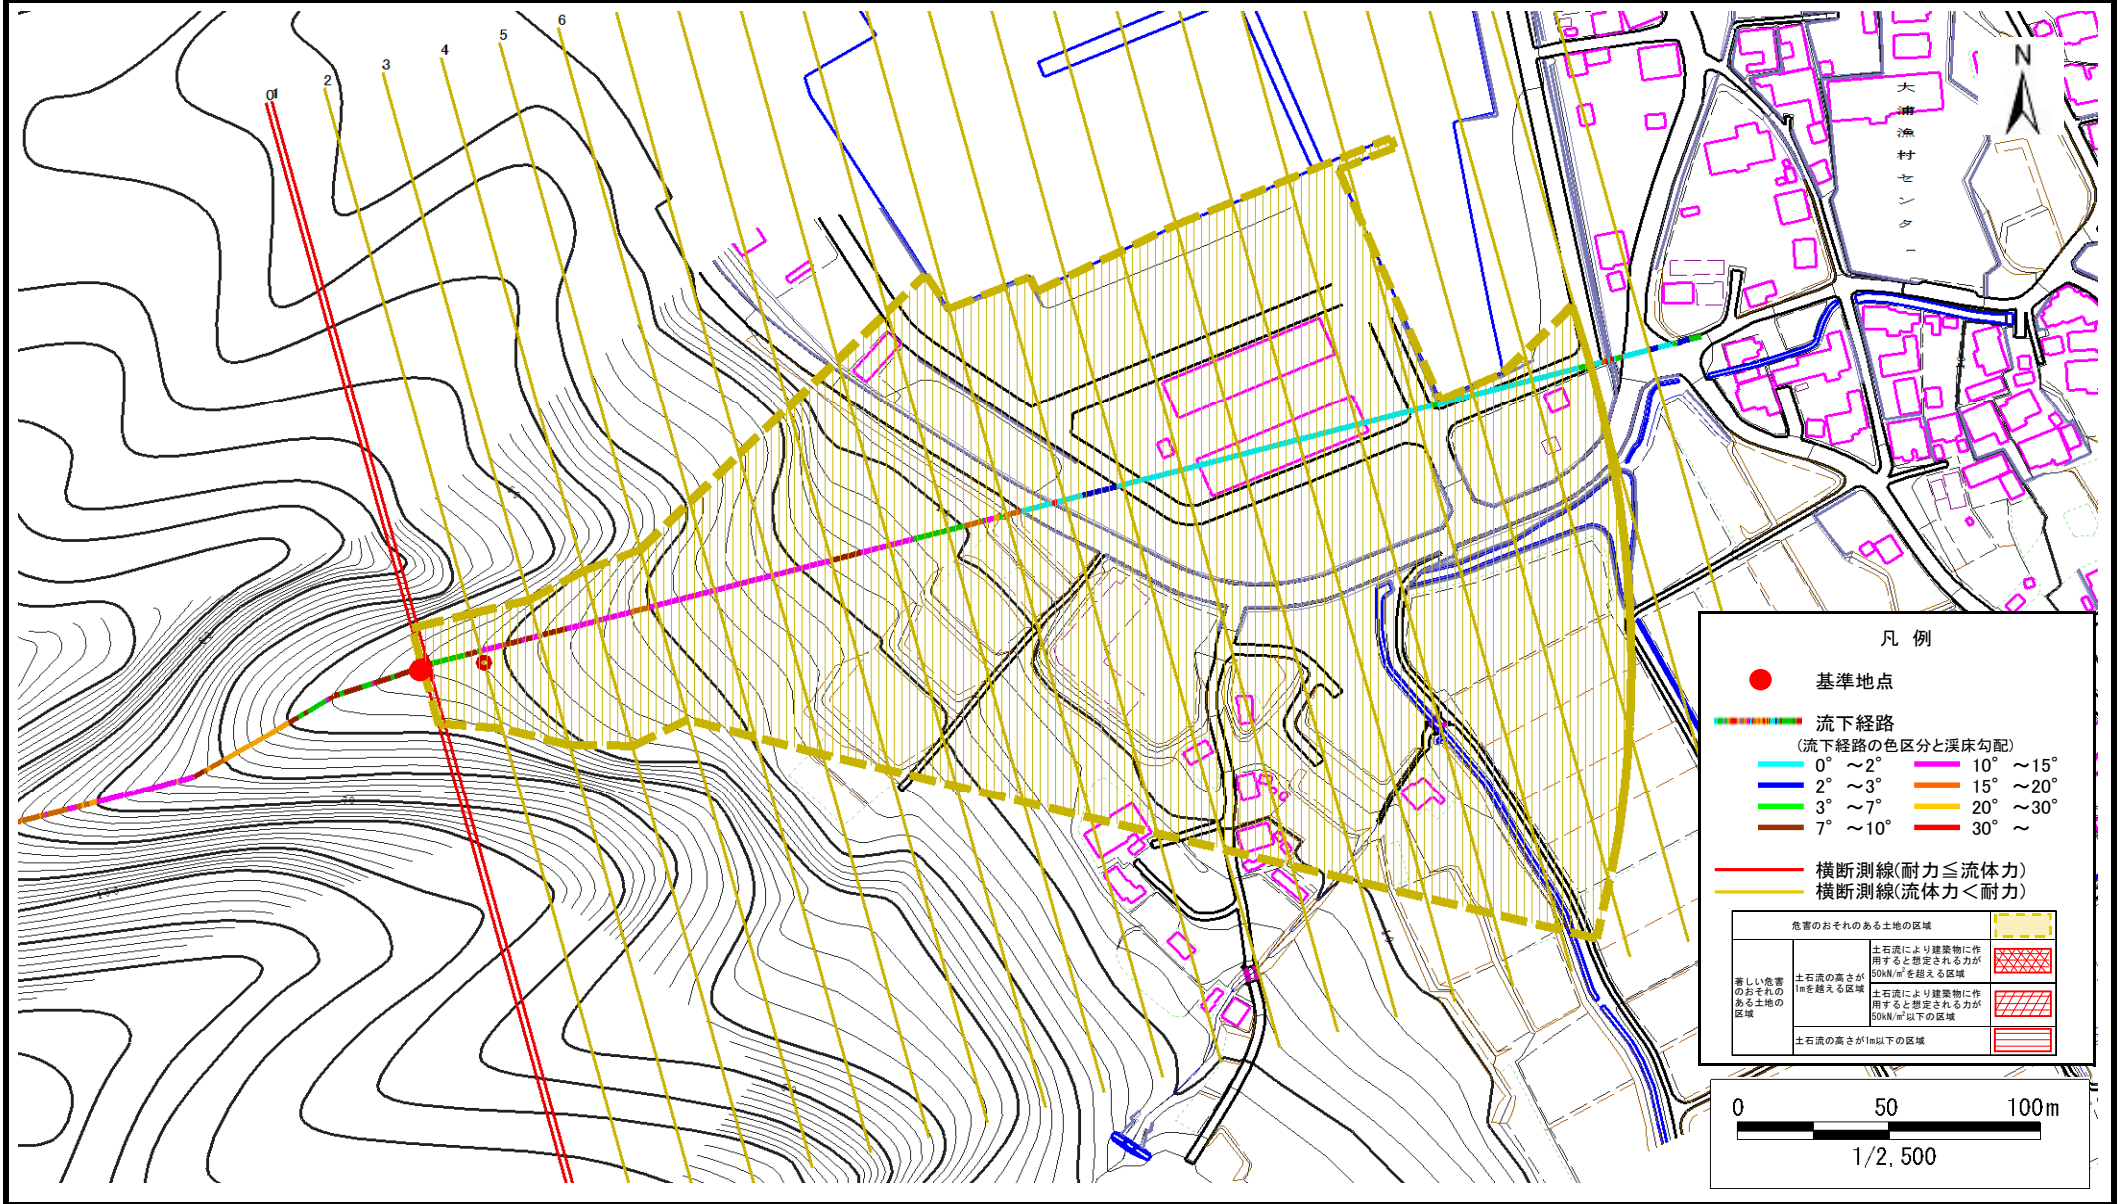 6
5
4
3
2
0 1
N
大浦漁村センター
凡 例
基準地点
流下経路
(流下経路の色区分と渓床勾配)
0° ～2° 10° ～15°
2° ～3° 15° ～20°
3° ～7° 20° ～30°
7° ～10° 30° ～
横断測線(耐力≦流体力)
横断測線(流体力＜耐力)
危害のおそれのある土地の区域
著しい危害のおそれのある土地の区域
土石流の高さが1mを越える区域
土石流により建築物に作用すると想定される力が50kN/m²を超える区域
土石流により建築物に作用すると想定される力が50kN/m²以下の区域
土石流の高さが1m以下の区域
0 50 100m
1/2,500